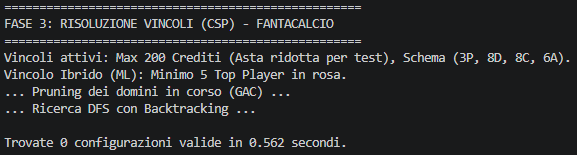 ===================================================
FASE 3: RISOLUZIONE VINCOLI (CSP) - FANTACALCIO
===================================================
Vincoli attivi: Max 200 Crediti (Asta ridotta per test), Schema (3P, 8D, 8C, 6A).
Vincolo Ibrido (ML): Minimo 5 Top Player in rosa.
... Pruning dei domini in corso (GAC) ...
... Ricerca DFS con Backtracking ...
Trovate 0 configurazioni valide in 0.562 secondi.